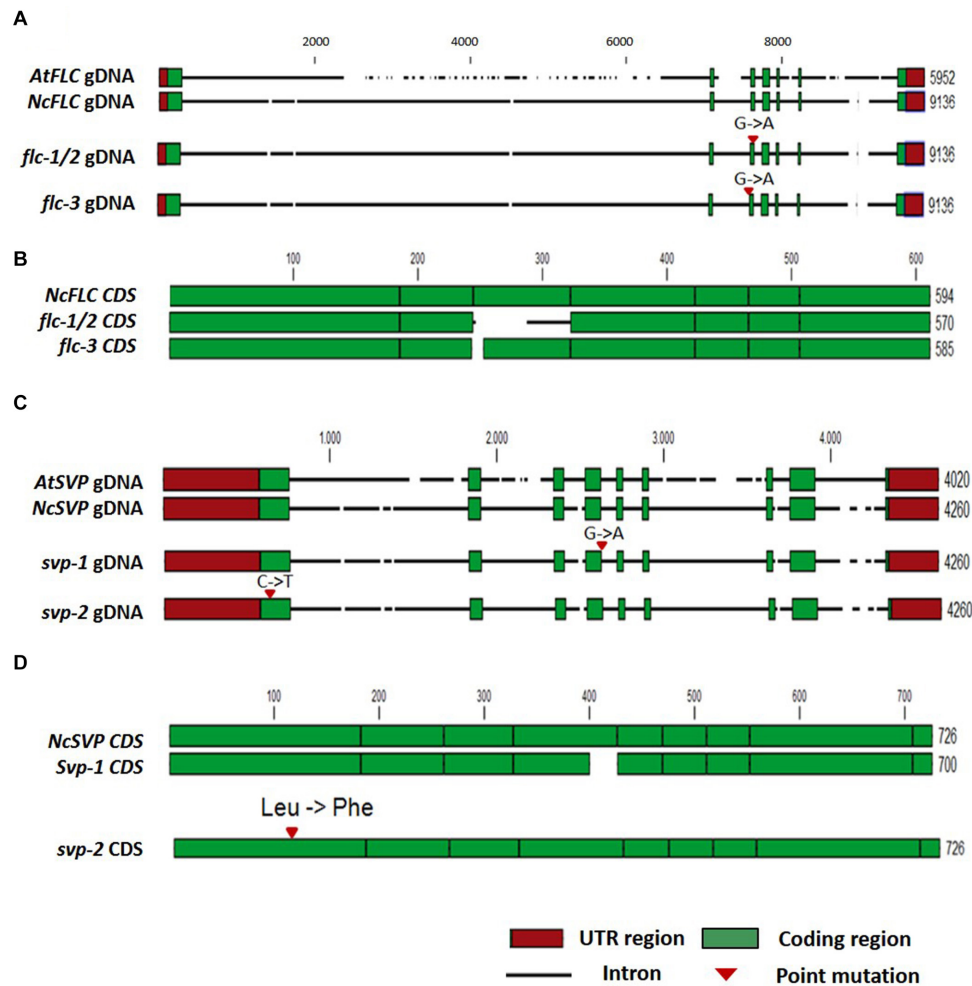 A
2000 4000 6000 8000
AtFLC gDNA 5952
NcFLC gDNA 9136
G->A
flc-1/2 gDNA 9136
G->A
flc-3 gDNA 9136
B
100 200 300 400 500 600
NcFLC CDS 594
flc-1/2 CDS 570
flc-3 CDS 585
C
1.000 2.000 3.000 4.000
AtSVP gDNA 4020
NcSVP gDNA 4260
G->A
svp-1 gDNA 4260
C->T
svp-2 gDNA 4260
D
100 200 300 400 500 600 700
NcSVP CDS 726
Svp-1 CDS 700
Leu -> Phe
svp-2 CDS 726
UTR region Coding region
Intron Point mutation